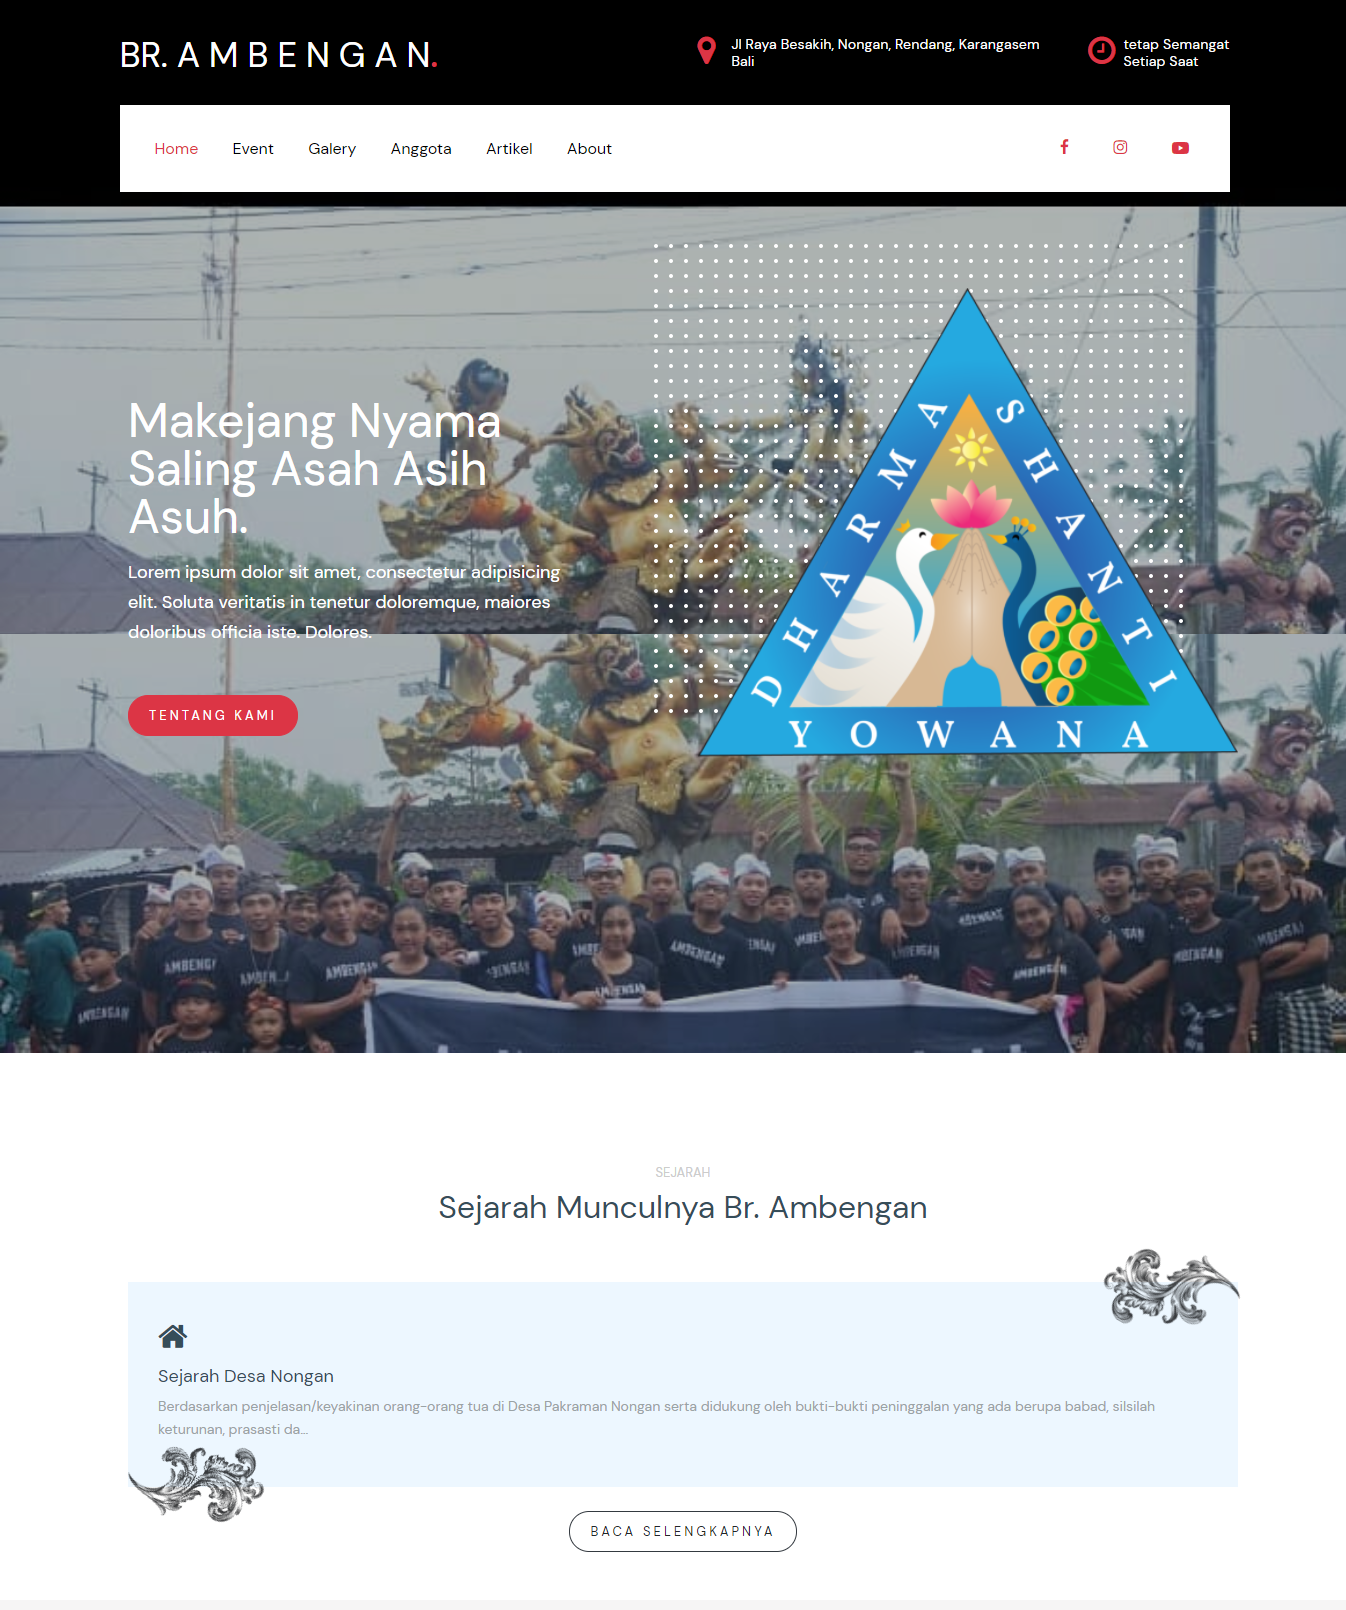 BR. A M B E N G A N.
Jl Raya Besakih, Nongan, Rendang, Karangasem
Bali
tetap Semangat
Setiap Saat
Home
Event
Galery
Anggota
Artikel
About
Makejang Nyama
Saling Asah Asih
Asuh.
Lorem ipsum dolor sit amet, consectetur adipisicing
elit. Soluta veritatis in tenetur doloremque, maiores
doloribus officia iste. Dolores.
TENTANG KAMI
DHARMA SHANTI
YOWANA
AMBENGAN
AMBENGAN
SEJARAH
Sejarah Munculnya Br. Ambengan
Sejarah Desa Nongan
Berdasarkan penjelasan/keyakinan orang-orang tua di Desa Pakraman Nongan serta didukung oleh bukti-bukti peninggalan yang ada berupa babad, silsilah
keturunan, prasasti da...
BACA SELENGKAPNYA